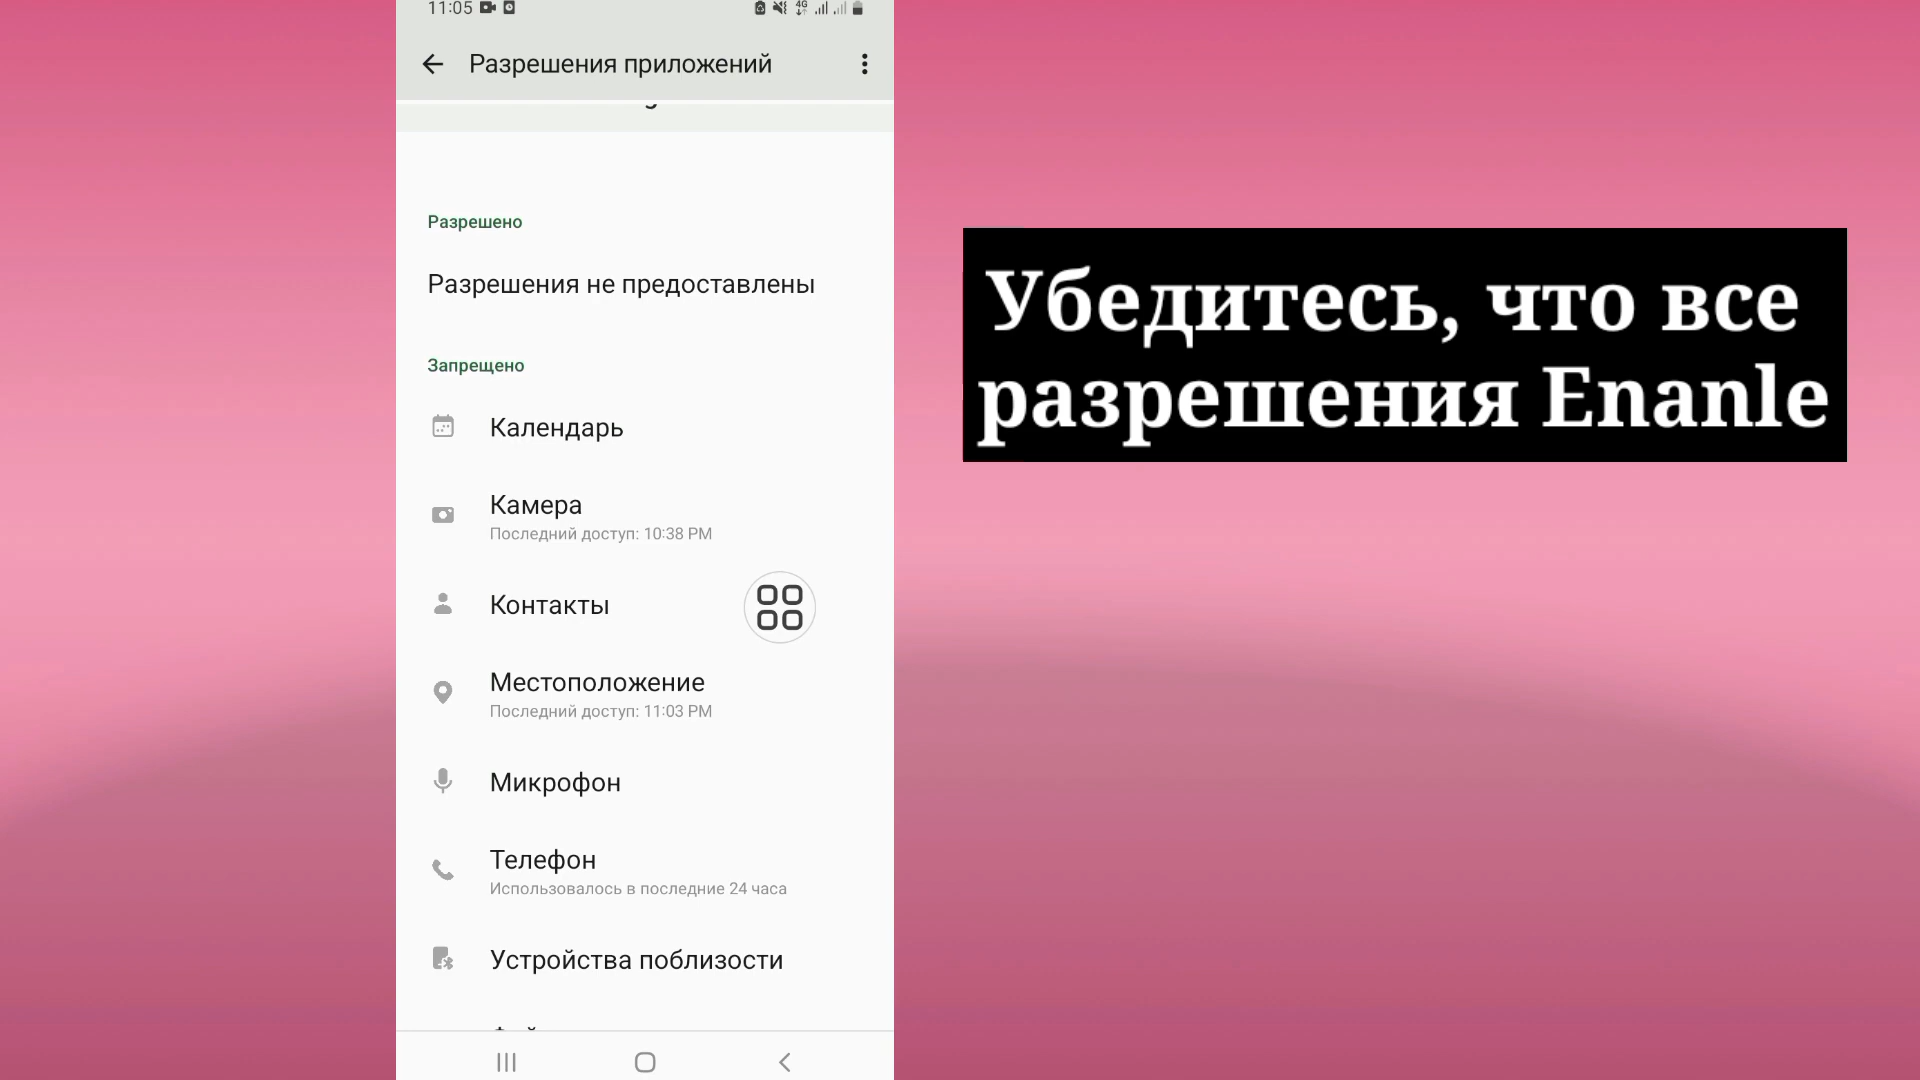 11:05
4G
Разрешения приложений
Разрешено
Разрешения не предоставлены
Запрещено
Календарь
Камера
Последний доступ: 10:38 PM
Контакты
Местоположение
Последний доступ: 11:03 PM
Микрофон
Телефон
Использовалось в последние 24 часа
Устройства поблизости
Убедитесь, что все
разрешения Enanle